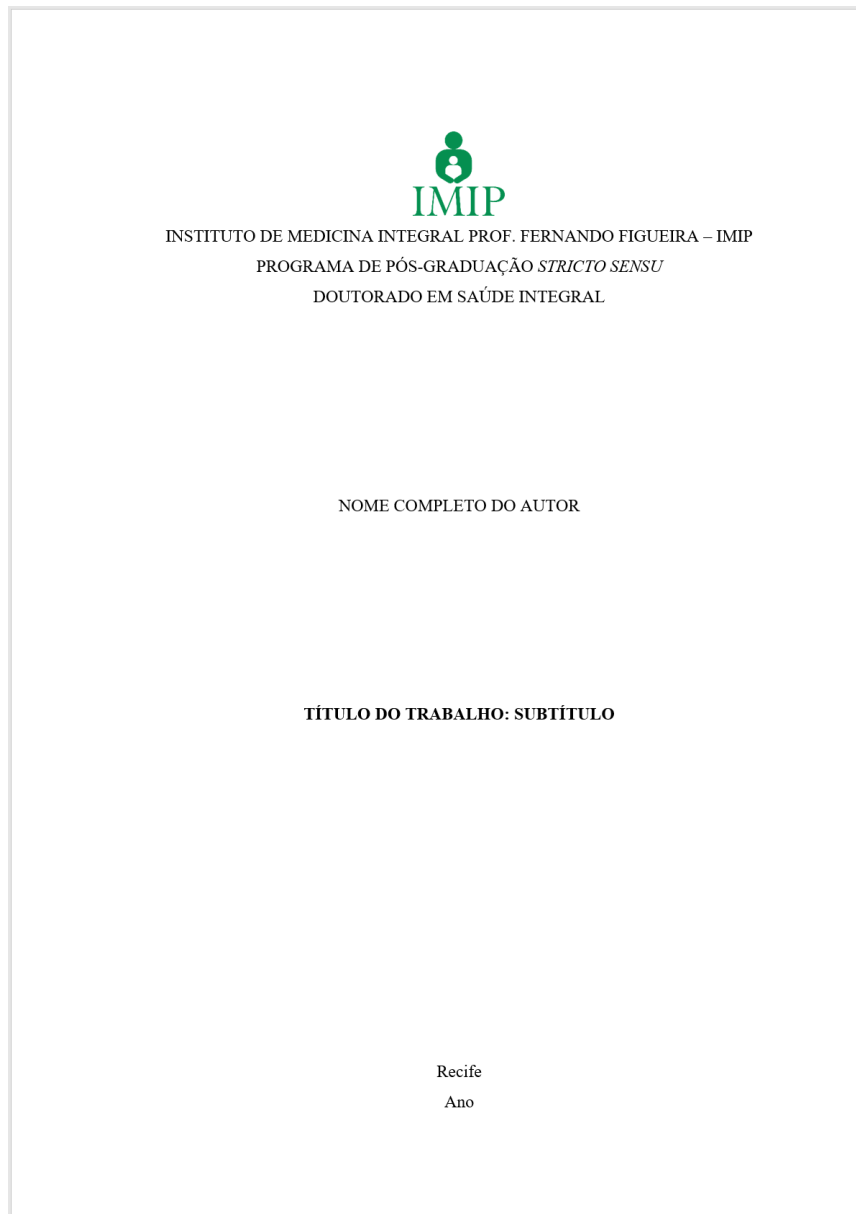 IMIP
INSTITUTO DE MEDICINA INTEGRAL PROF. FERNANDO FIGUEIRA – IMIP
PROGRAMA DE PÓS-GRADUAÇÃO STRICTO SENSU
DOUTORADO EM SAÚDE INTEGRAL
NOME COMPLETO DO AUTOR
TÍTULO DO TRABALHO: SUBTÍTULO
Recife
Ano